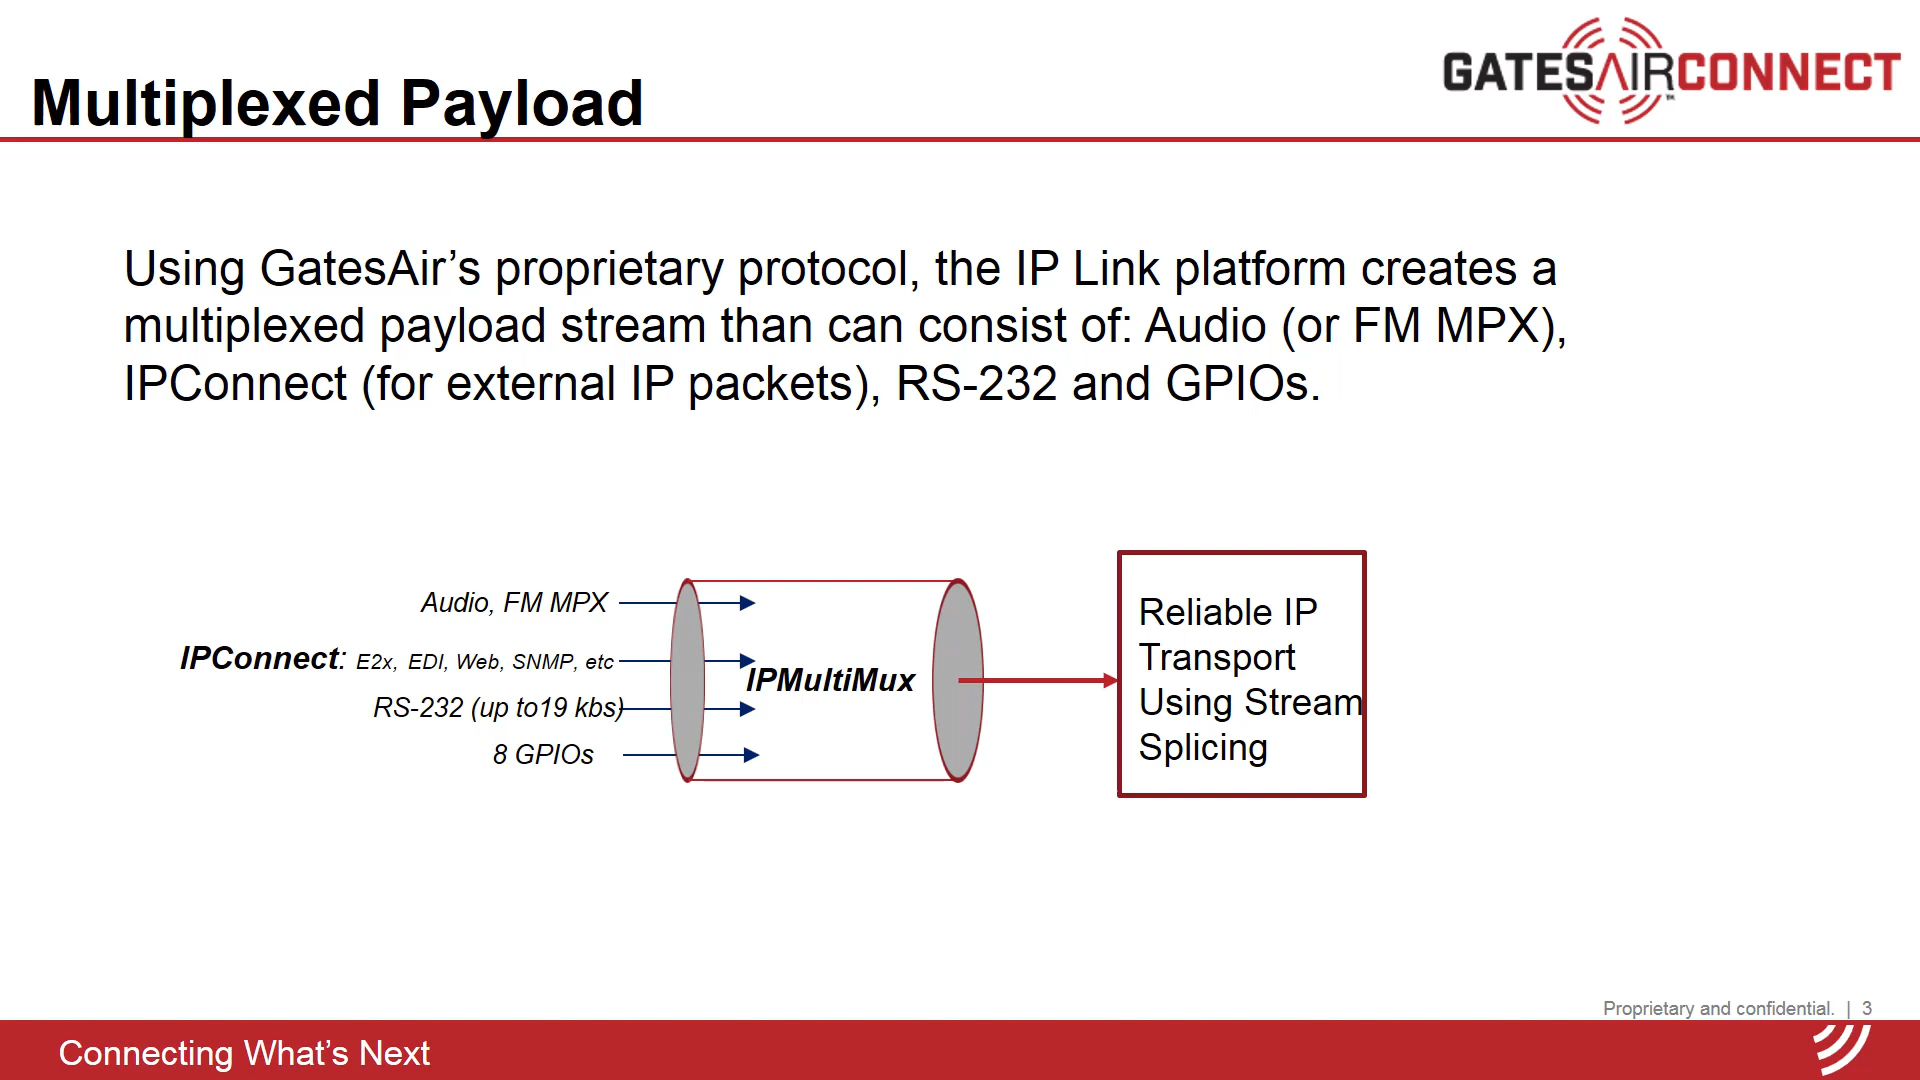 GATESAIRCONNECT
TM
Multiplexed Payload
Using GatesAir’s proprietary protocol, the IP Link platform creates a
multiplexed payload stream than can consist of: Audio (or FM MPX),
IPConnect (for external IP packets), RS-232 and GPIOs.
Audio, FM MPX
IPConnect: E2x, EDI, Web, SNMP, etc
RS-232 (up to19 kbs)
8 GPIOs
IPMultiMux
Reliable IP
Transport
Using Stream
Splicing
Proprietary and confidential. | 3
Connecting What’s Next